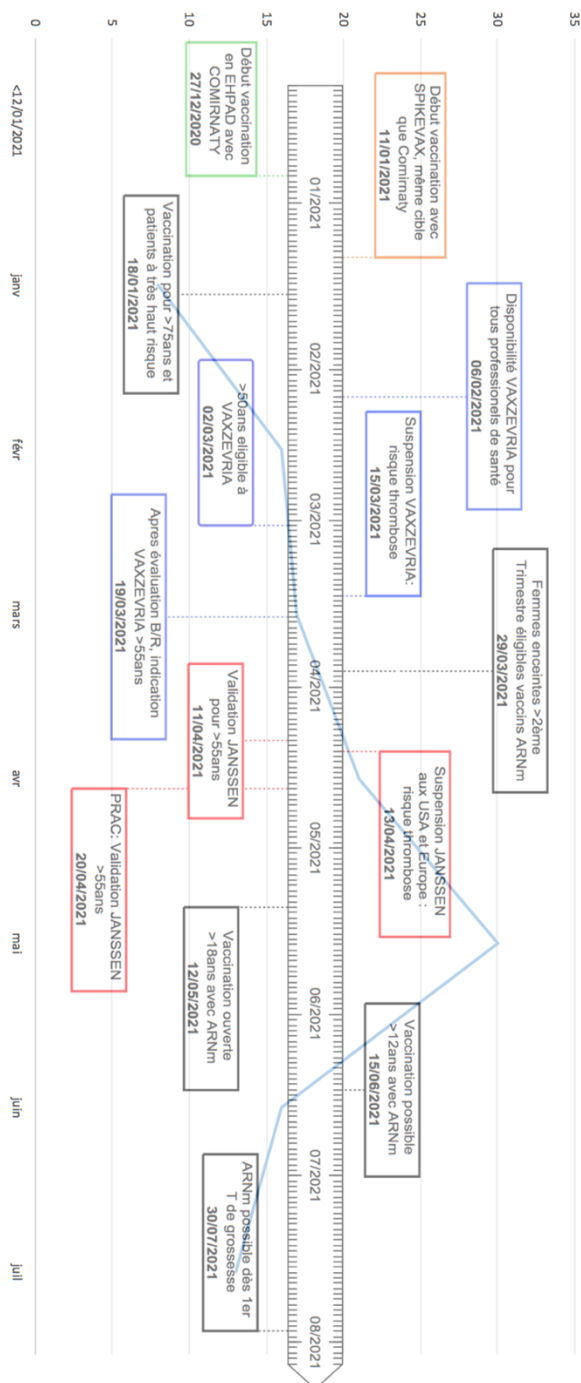 35
30
25
20
15
10
5
0
Début vaccination avec
SPIKEVAX, même cible
que Comirnaty
11/01/2021
Disponibilité VAXZEVRIA pour
tous professionels de santé
06/02/2021
Suspension VAXZEVRIA:
risque thrombose
15/03/2021
Femmes enceintes >2ème
Trimestre éligibles vaccins ARNm
29/03/2021
Suspension JANSSEN
aux USA et Europe :
risque thrombose
13/04/2021
Vaccination possible
>12ans avec ARNm
15/06/2021
01/2021
02/2021
03/2021
04/2021
05/2021
06/2021
07/2021
08/2021
Début vaccination
en EHPAD avec
COMIRNATY
27/12/2020
Vaccination pour >75ans et
patients à très haut risque
18/01/2021
>50ans eligible à
VAXZEVRIA
02/03/2021
Apres évaluation B/R, indication
VAXZEVRIA >55ans
19/03/2021
Validation JANSSEN
pour >55ans
11/04/2021
PRAC: Validation JANSSEN
>55ans
20/04/2021
Vaccination ouverte
>18ans avec ARNm
12/05/2021
ARNm possible dès 1er
T de grossesse
30/07/2021
<12/01/2021
janv
févr
mars
avr
mai
juin
juil